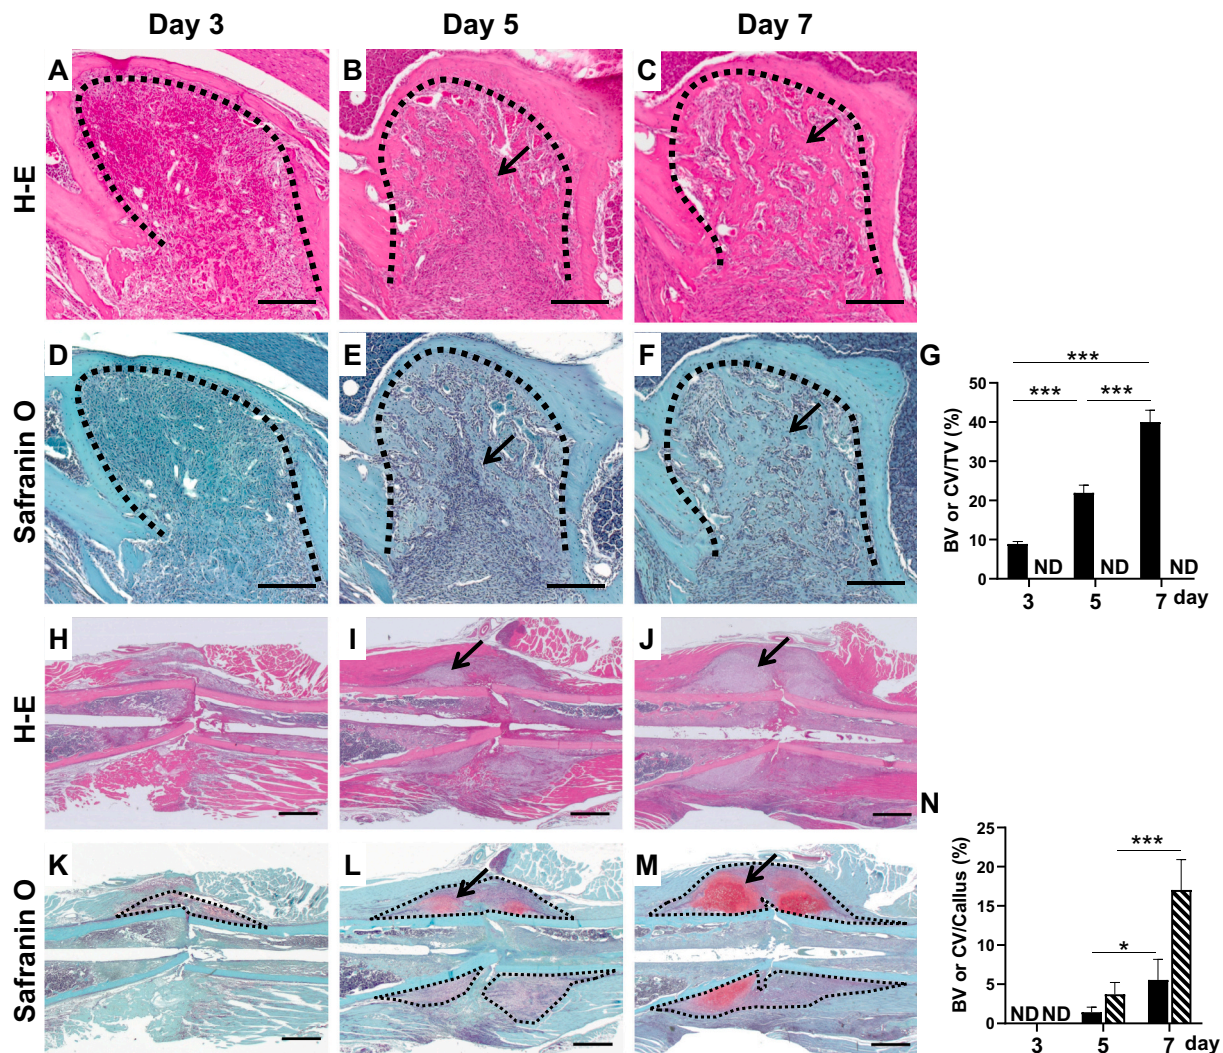 Day 3
Day 5
Day 7
H-E
A
B
C
Safranin O
D
E
F
G
***
***
***
BV or CV/TV (%)
50
40
30
20
10
0
ND
ND
ND
3
5
7
day
H-E
H
I
J
Safranin O
K
L
M
N
***
*
BV or CV/Callus (%)
25
20
15
10
5
0
ND
ND
3
5
7
day